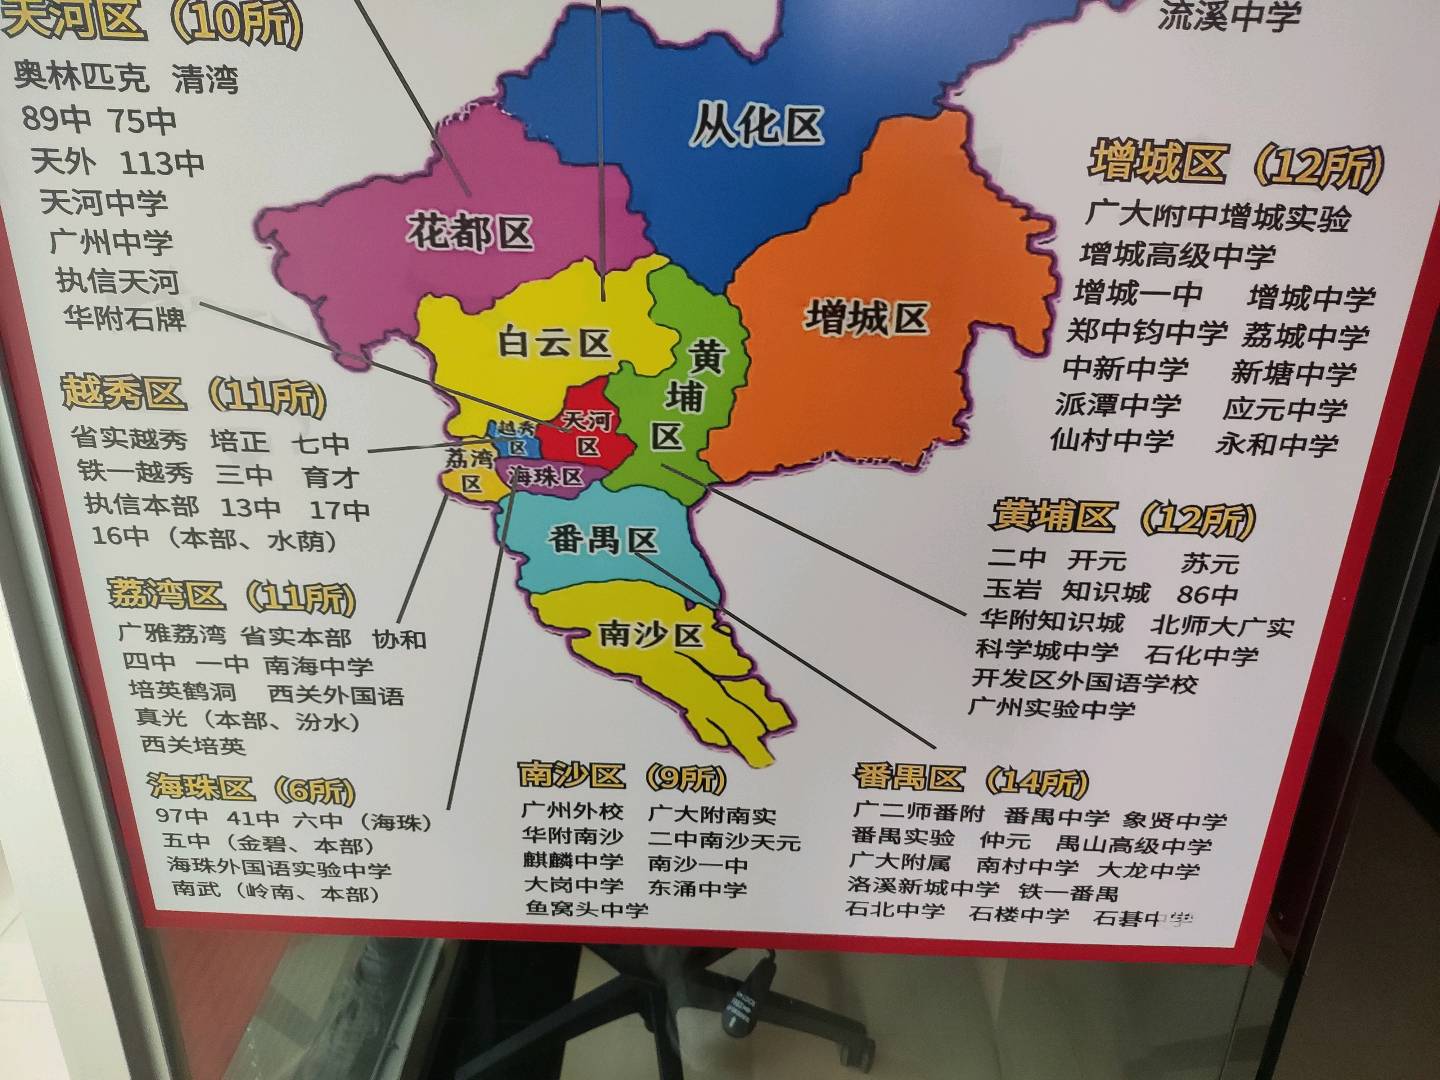 天河区（10所）
奥林匹克 清湾
89中 75中
天外 113中
天河中学
广州中学
执信天河
华附石牌
越秀区（11所）
省实越秀 培正 七中
铁一越秀 三中 育才
执信本部 13中 17中
16中（本部、水荫）
荔湾区（11所）
广雅荔湾 省实本部 协和
四中 一中 南海中学
培英鹤洞 西关外国语
真光（本部、汾水）
西关培英
海珠区（6所）
97中 41中 六中（海珠）
五中（金碧、本部）
海珠外国语实验中学
南武（岭南、本部）
从化区
花都区
白云区
黄埔区
增城区
天河区
越秀区
荔湾区
海珠区
番禺区
南沙区
南沙区（9所）
广州外校 广大附南实
华附南沙 二中南沙天元
麒麟中学 南沙一中
大岗中学 东涌中学
鱼窝头中学
流溪中学
增城区（12所）
广大附中增城实验
增城高级中学
增城一中 增城中学
郑中钧中学 荔城中学
中新中学 新塘中学
派潭中学 应元中学
仙村中学 永和中学
黄埔区（12所）
二中 开元 苏元
玉岩 知识城 86中
华附知识城 北师大广实
科学城中学 石化中学
开发区外国语学校
广州实验中学
番禺区（14所）
广二师番附 番禺中学 象贤中学
番禺实验 仲元 禺山高级中学
广大附属 南村中学 大龙中学
洛溪新城中学 铁一番禺
石北中学 石楼中学 石碁中学